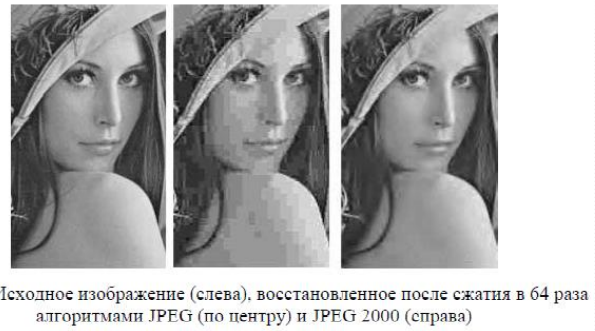 Исходное изображение (слева), восстановленное после сжатия в 64 раза
алгоритмами JPEG (по центру) и JPEG 2000 (справа)